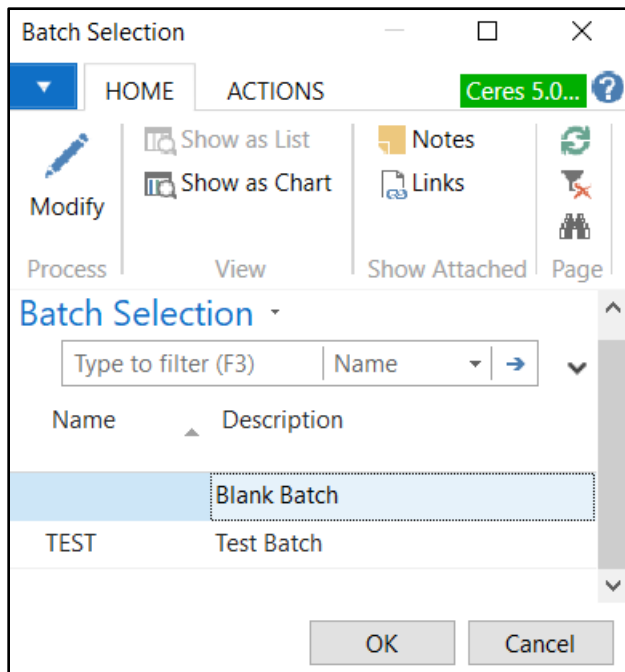 Batch Selection
HOME ACTIONS Ceres 5.0... ?
Show as List Notes
Modify Show as Chart Links
Process View Show Attached Page
Batch Selection
Type to filter (F3) Name
Name Description
Blank Batch
TEST Test Batch
OK Cancel